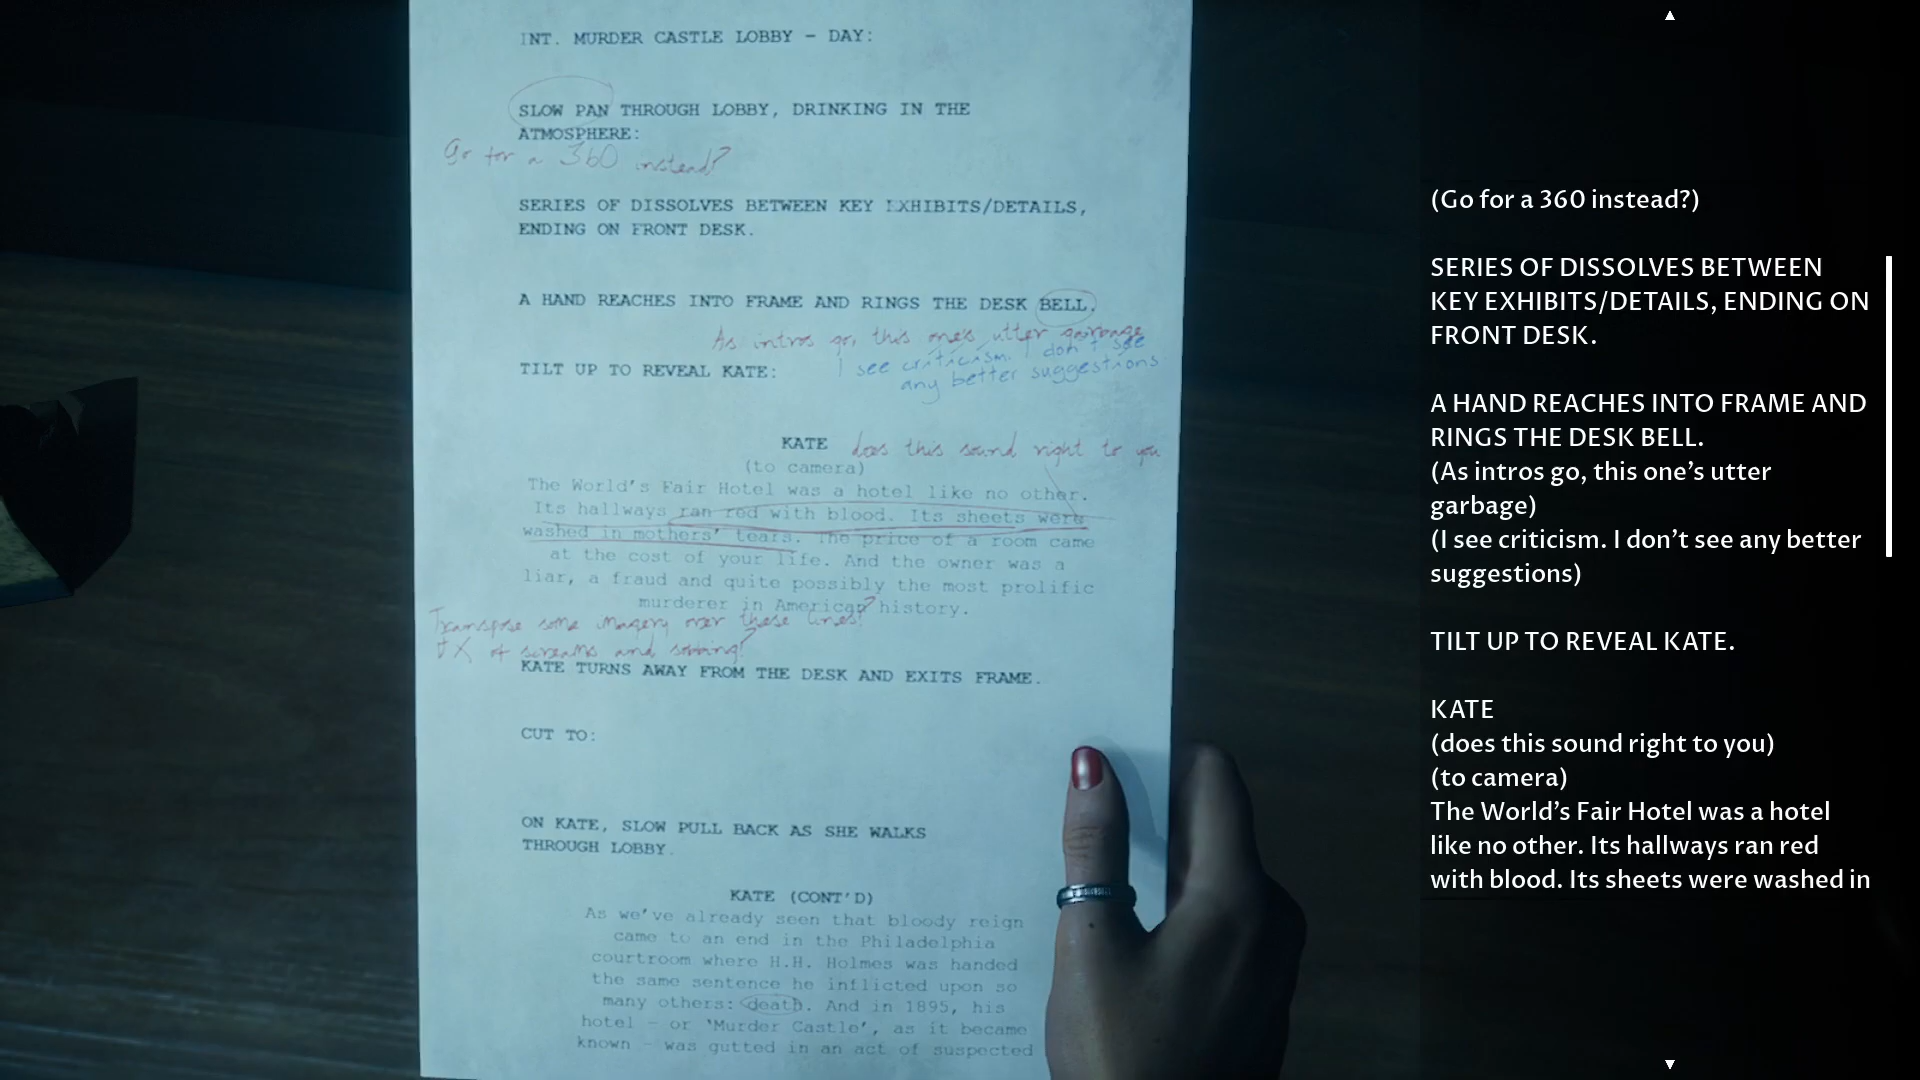 INT. MURDER CASTLE LOBBY - DAY:
SLOW PAN THROUGH LOBBY, DRINKING IN THE
ATMOSPHERE:
Go for a 360 instead?
SERIES OF DISSOLVES BETWEEN KEY EXHIBITS/DETAILS,
ENDING ON FRONT DESK.
A HAND REACHES INTO FRAME AND RINGS THE DESK BELL.
As intros go, this one's utter garbage
I see criticism. I don't see
any better suggestions
TILT UP TO REVEAL KATE:
KATE
does this sound right to you
(to camera)
The World's Fair Hotel was a hotel like no other.
Its hallways ran red with blood. Its sheets were
washed in mothers' tears. The price of a room came
at the cost of your life. And the owner was a
liar, a fraud and quite possibly the most prolific
murderer in American history.
Transpose some imagery over these lines?
FX of screams and sobbing?
KATE TURNS AWAY FROM THE DESK AND EXITS FRAME.
CUT TO:
ON KATE, SLOW PULL BACK AS SHE WALKS
THROUGH LOBBY.
KATE (CONT'D)
As we've already seen that bloody reign
came to an end in the Philadelphia
courtroom where H.H. Holmes was handed
the same sentence he inflicted upon so
many others: death. And in 1895, his
hotel - or 'Murder Castle', as it became
known - was gutted in an act of suspected
(Go for a 360 instead?)
SERIES OF DISSOLVES BETWEEN
KEY EXHIBITS/DETAILS, ENDING ON
FRONT DESK.
A HAND REACHES INTO FRAME AND
RINGS THE DESK BELL.
(As intros go, this one's utter
garbage)
(I see criticism. I don't see any better
suggestions)
TILT UP TO REVEAL KATE.
KATE
(does this sound right to you)
(to camera)
The World's Fair Hotel was a hotel
like no other. Its hallways ran red
with blood. Its sheets were washed in